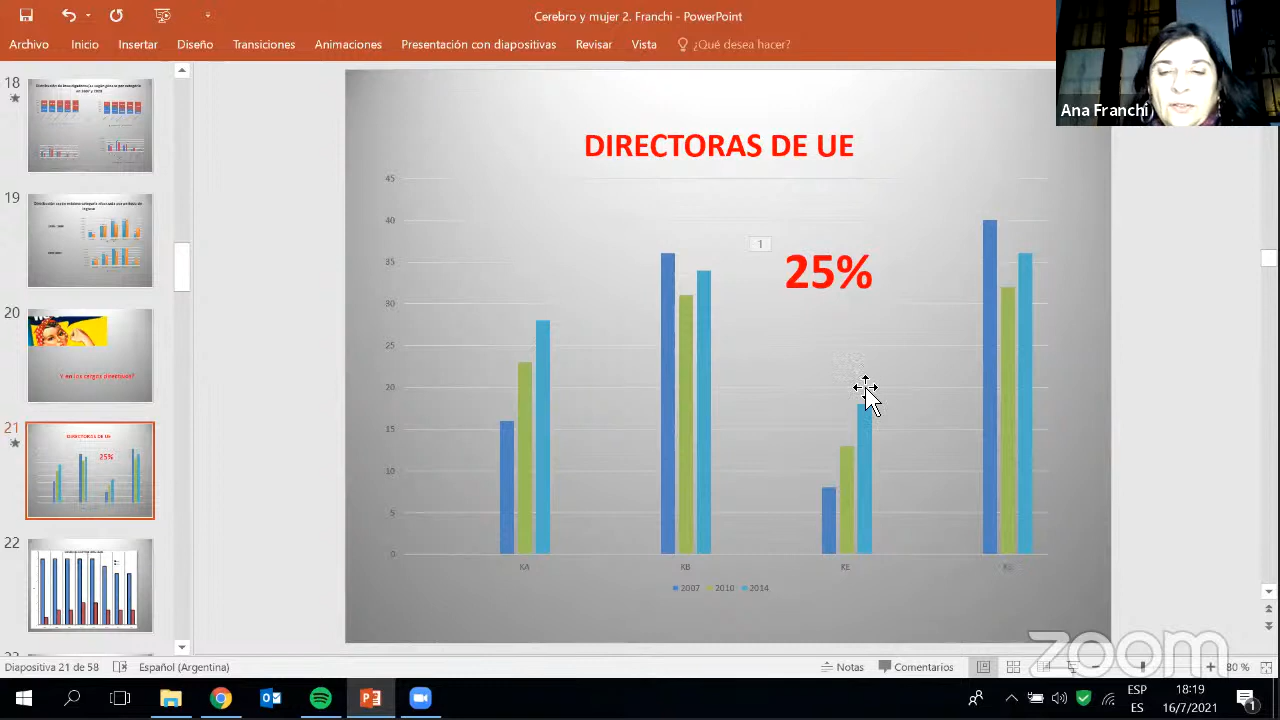 Cerebro y mujer 2. Franchi - PowerPoint
Archivo Inicio Insertar Diseño Transiciones Animaciones Presentación con diapositivas Revisar Vista ¿Qué desea hacer?
Ana Franchi
18
19
20
Y en los cargos directivos?
21
DIRECTORAS DE UE
25%
22
DIRECTORAS DE UE
45
40
35
30
25
20
15
10
5
0
1
25%
KA KB KE
2007 2010 2014
zoom
Diapositiva 21 de 58 Español (Argentina) Notas Comentarios 80 %
ESP
ES
18:19
16/7/2021
1